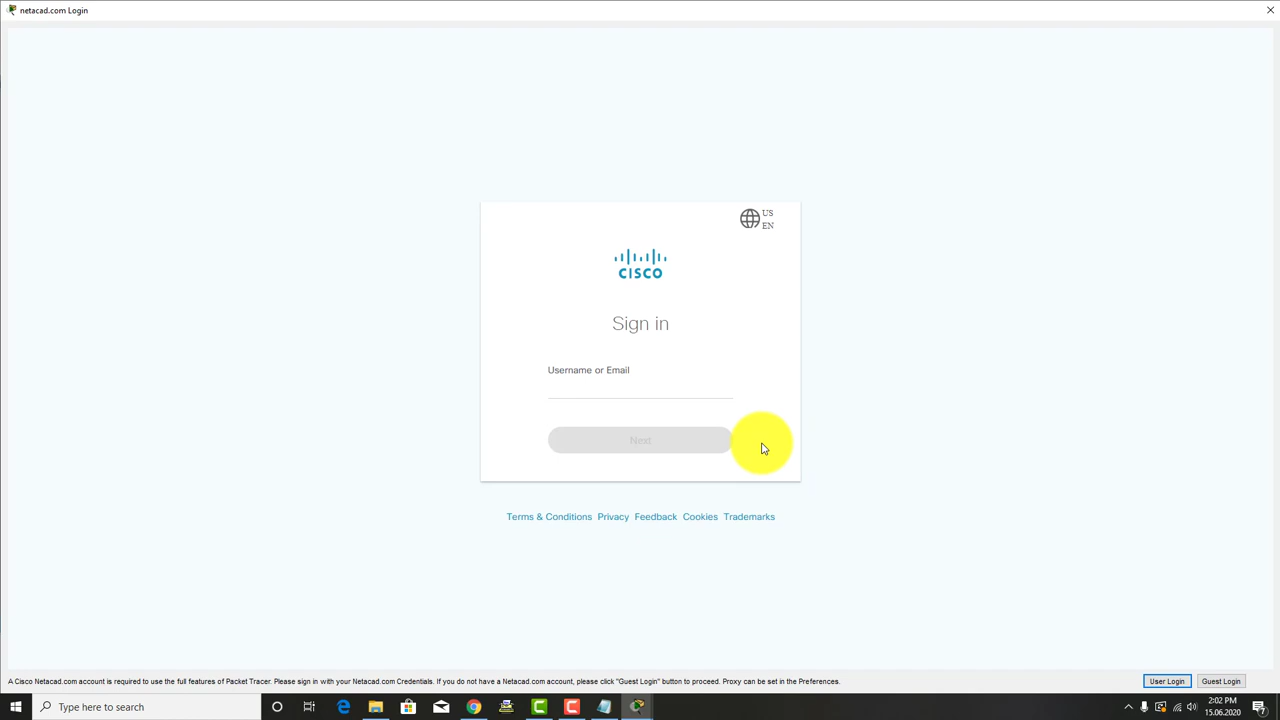 netacad.com Login
US
EN
CISCO
Sign in
Username or Email
Next
Terms & Conditions Privacy Feedback Cookies Trademarks
A Cisco Netacad.com account is required to use the full features of Packet Tracer. Please sign in with your Netacad.com Credentials. If you do not have a Netacad.com account, please click "Guest Login" button to proceed. Proxy can be set in the Preferences.
User Login Guest Login
Type here to search
2:02 PM
15.06.2020